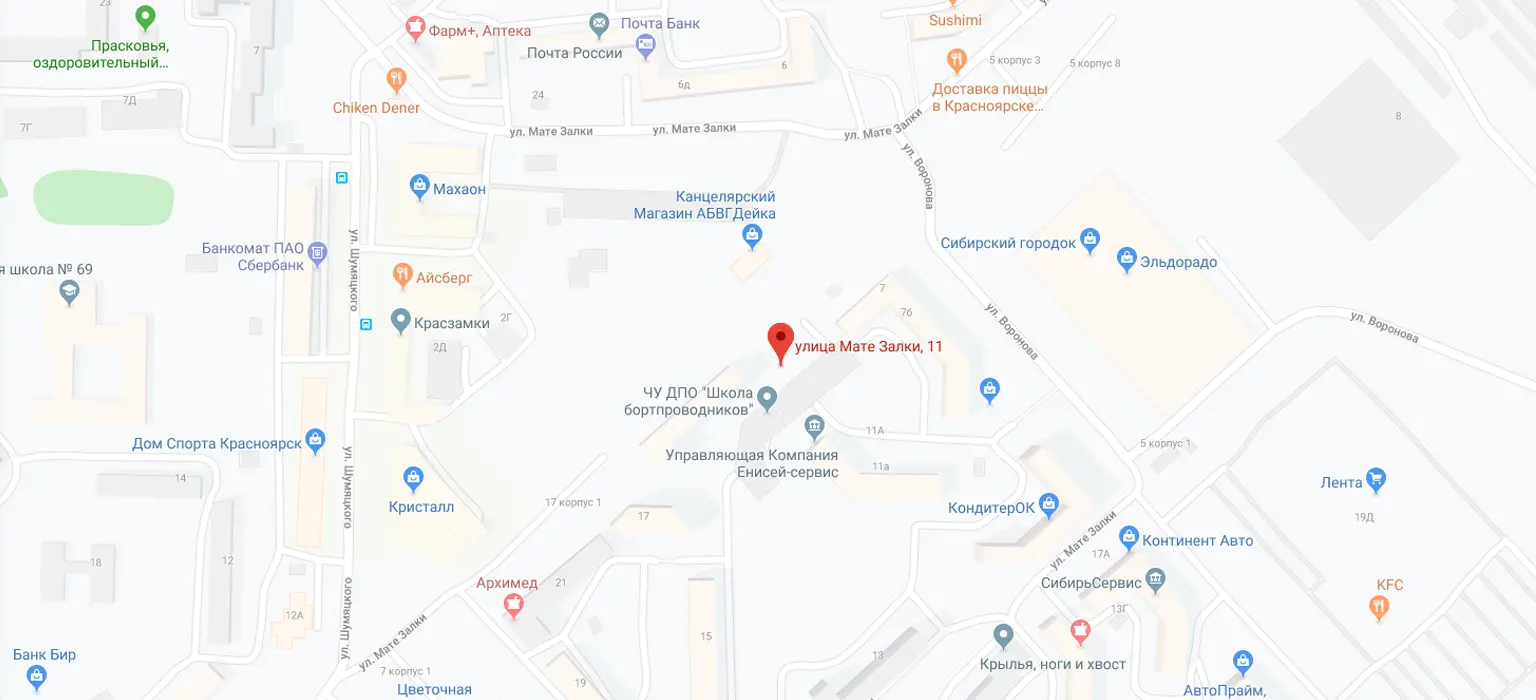 23
Прасковья,
оздоровительный...
7
Фарм+, Аптека
Почта Банк
Почта России
Sushimi
5 корпус 3
5 корпус 8
6
6д
24
Доставка пиццы
в Красноярске...
Chiken Dener
7Д
7Г
8
ул. Мате Залки
ул. Мате Залки
ул. Мате Залки
ул. Воронова
Махаон
Канцелярский
Магазин АБВГДейка
Банкомат ПАО
Сбербанк
ул. Шумяцкого
Сибирский городок
Эльдорадо
я школа № 69
Айсберг
Красзамки
2Г
2Д
7
7б
ул. Воронова
ул. Воронова
улица Мате Залки, 11
ЧУ ДПО "Школа
бортпроводников"
11А
Управляющая Компания
Енисей-сервис
11а
Дом Спорта Красноярск
5 корпус 1
14
ул. Шумяцкого
Кристалл
17 корпус 1
17
КондитерОК
Лента
19Д
ул. Мате Залки
17А
Континент Авто
18
12
Архимед
21
СибирьСервис
KFC
12А
ул. Шумяцкого
ул. Мате Залки
13Г
15
13
Банк Бир
7 корпус 1
19
Крылья, ноги и хвост
Цветочная
АвтоПрайм,